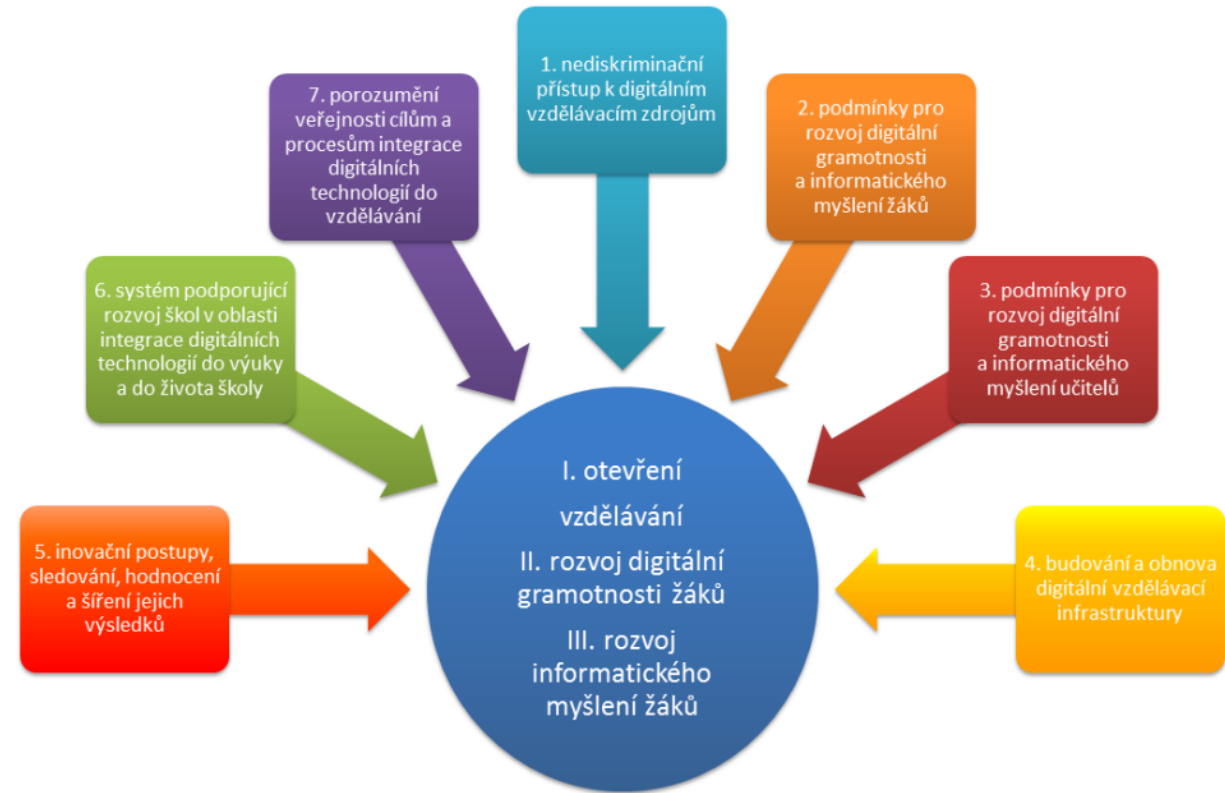 1. nediskriminační
přístup k digitálním
vzdělávacím zdrojům
2. podmínky pro
rozvoj digitální
gramotnosti
a informatického
myšlení žáků
3. podmínky pro
rozvoj digitální
gramotnosti
a informatického
myšlení učitelů
4. budování a obnova
digitální vzdělávací
infrastruktury
5. inovační postupy,
sledování, hodnocení
a šíření jejich
výsledků
6. systém podporující
rozvoj škol v oblasti
integrace digitálních
technologií do výuky
a do života školy
7. porozumění
veřejnosti cílům a
procesům integrace
digitálních
technologií do
vzdělávání
I. otevření
vzdělávání
II. rozvoj digitální
gramotnosti žáků
III. rozvoj
informatického
myšlení žáků